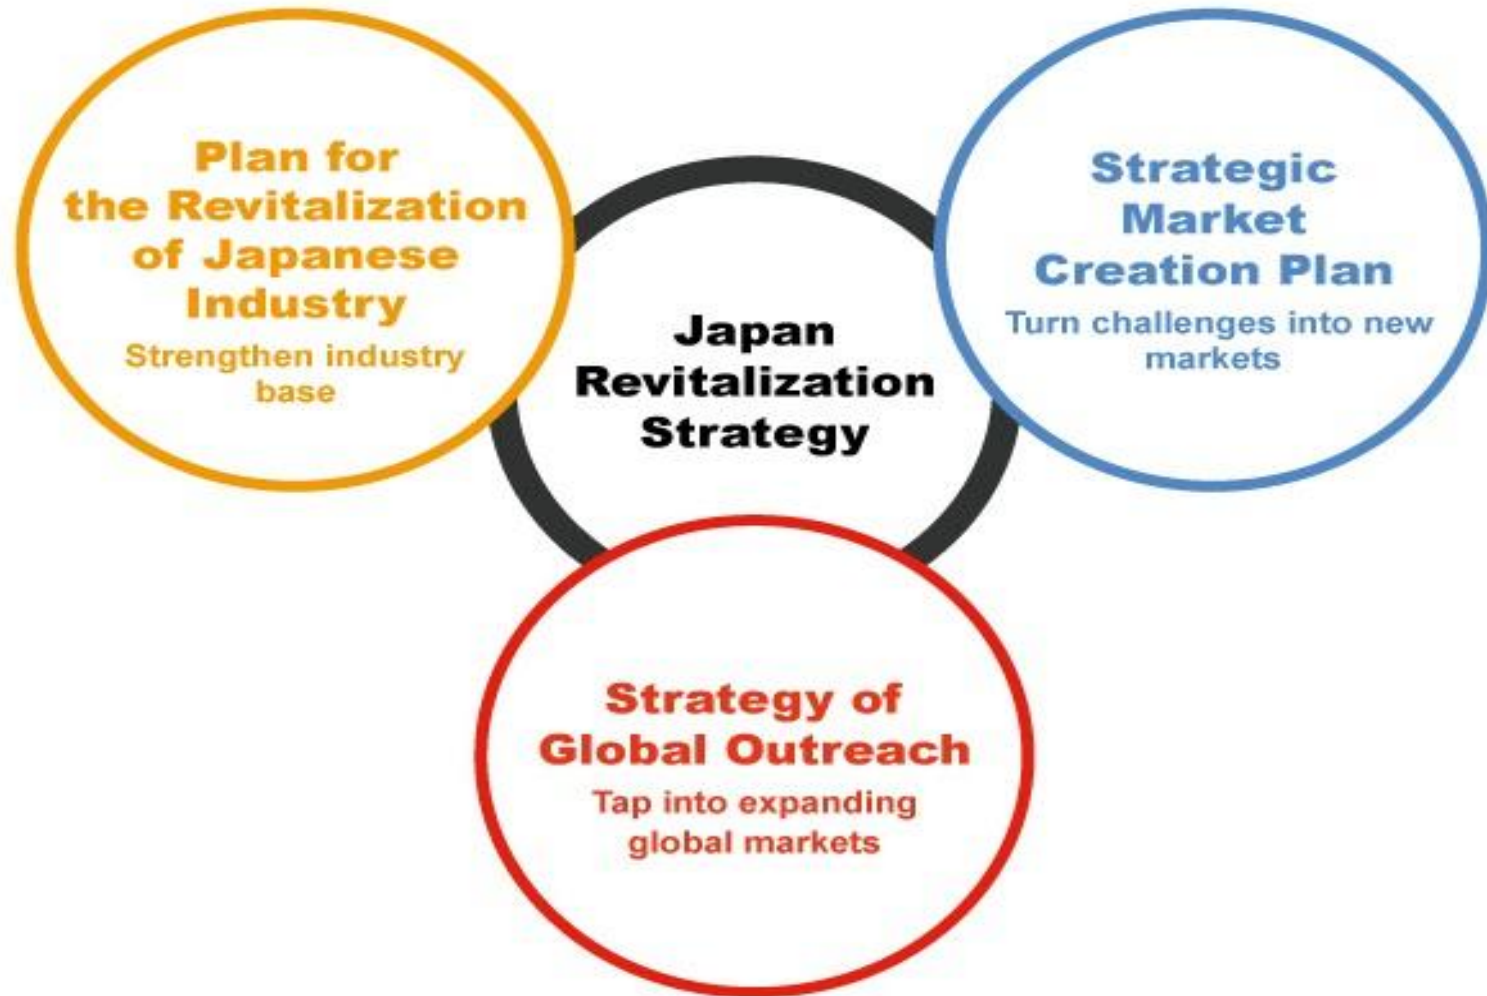 Plan for
the Revitalization
of Japanese
Industry
Strengthen industry
base
Japan
Revitalization
Strategy
Strategic
Market
Creation Plan
Turn challenges into new
markets
Strategy of
Global Outreach
Tap into expanding
global markets